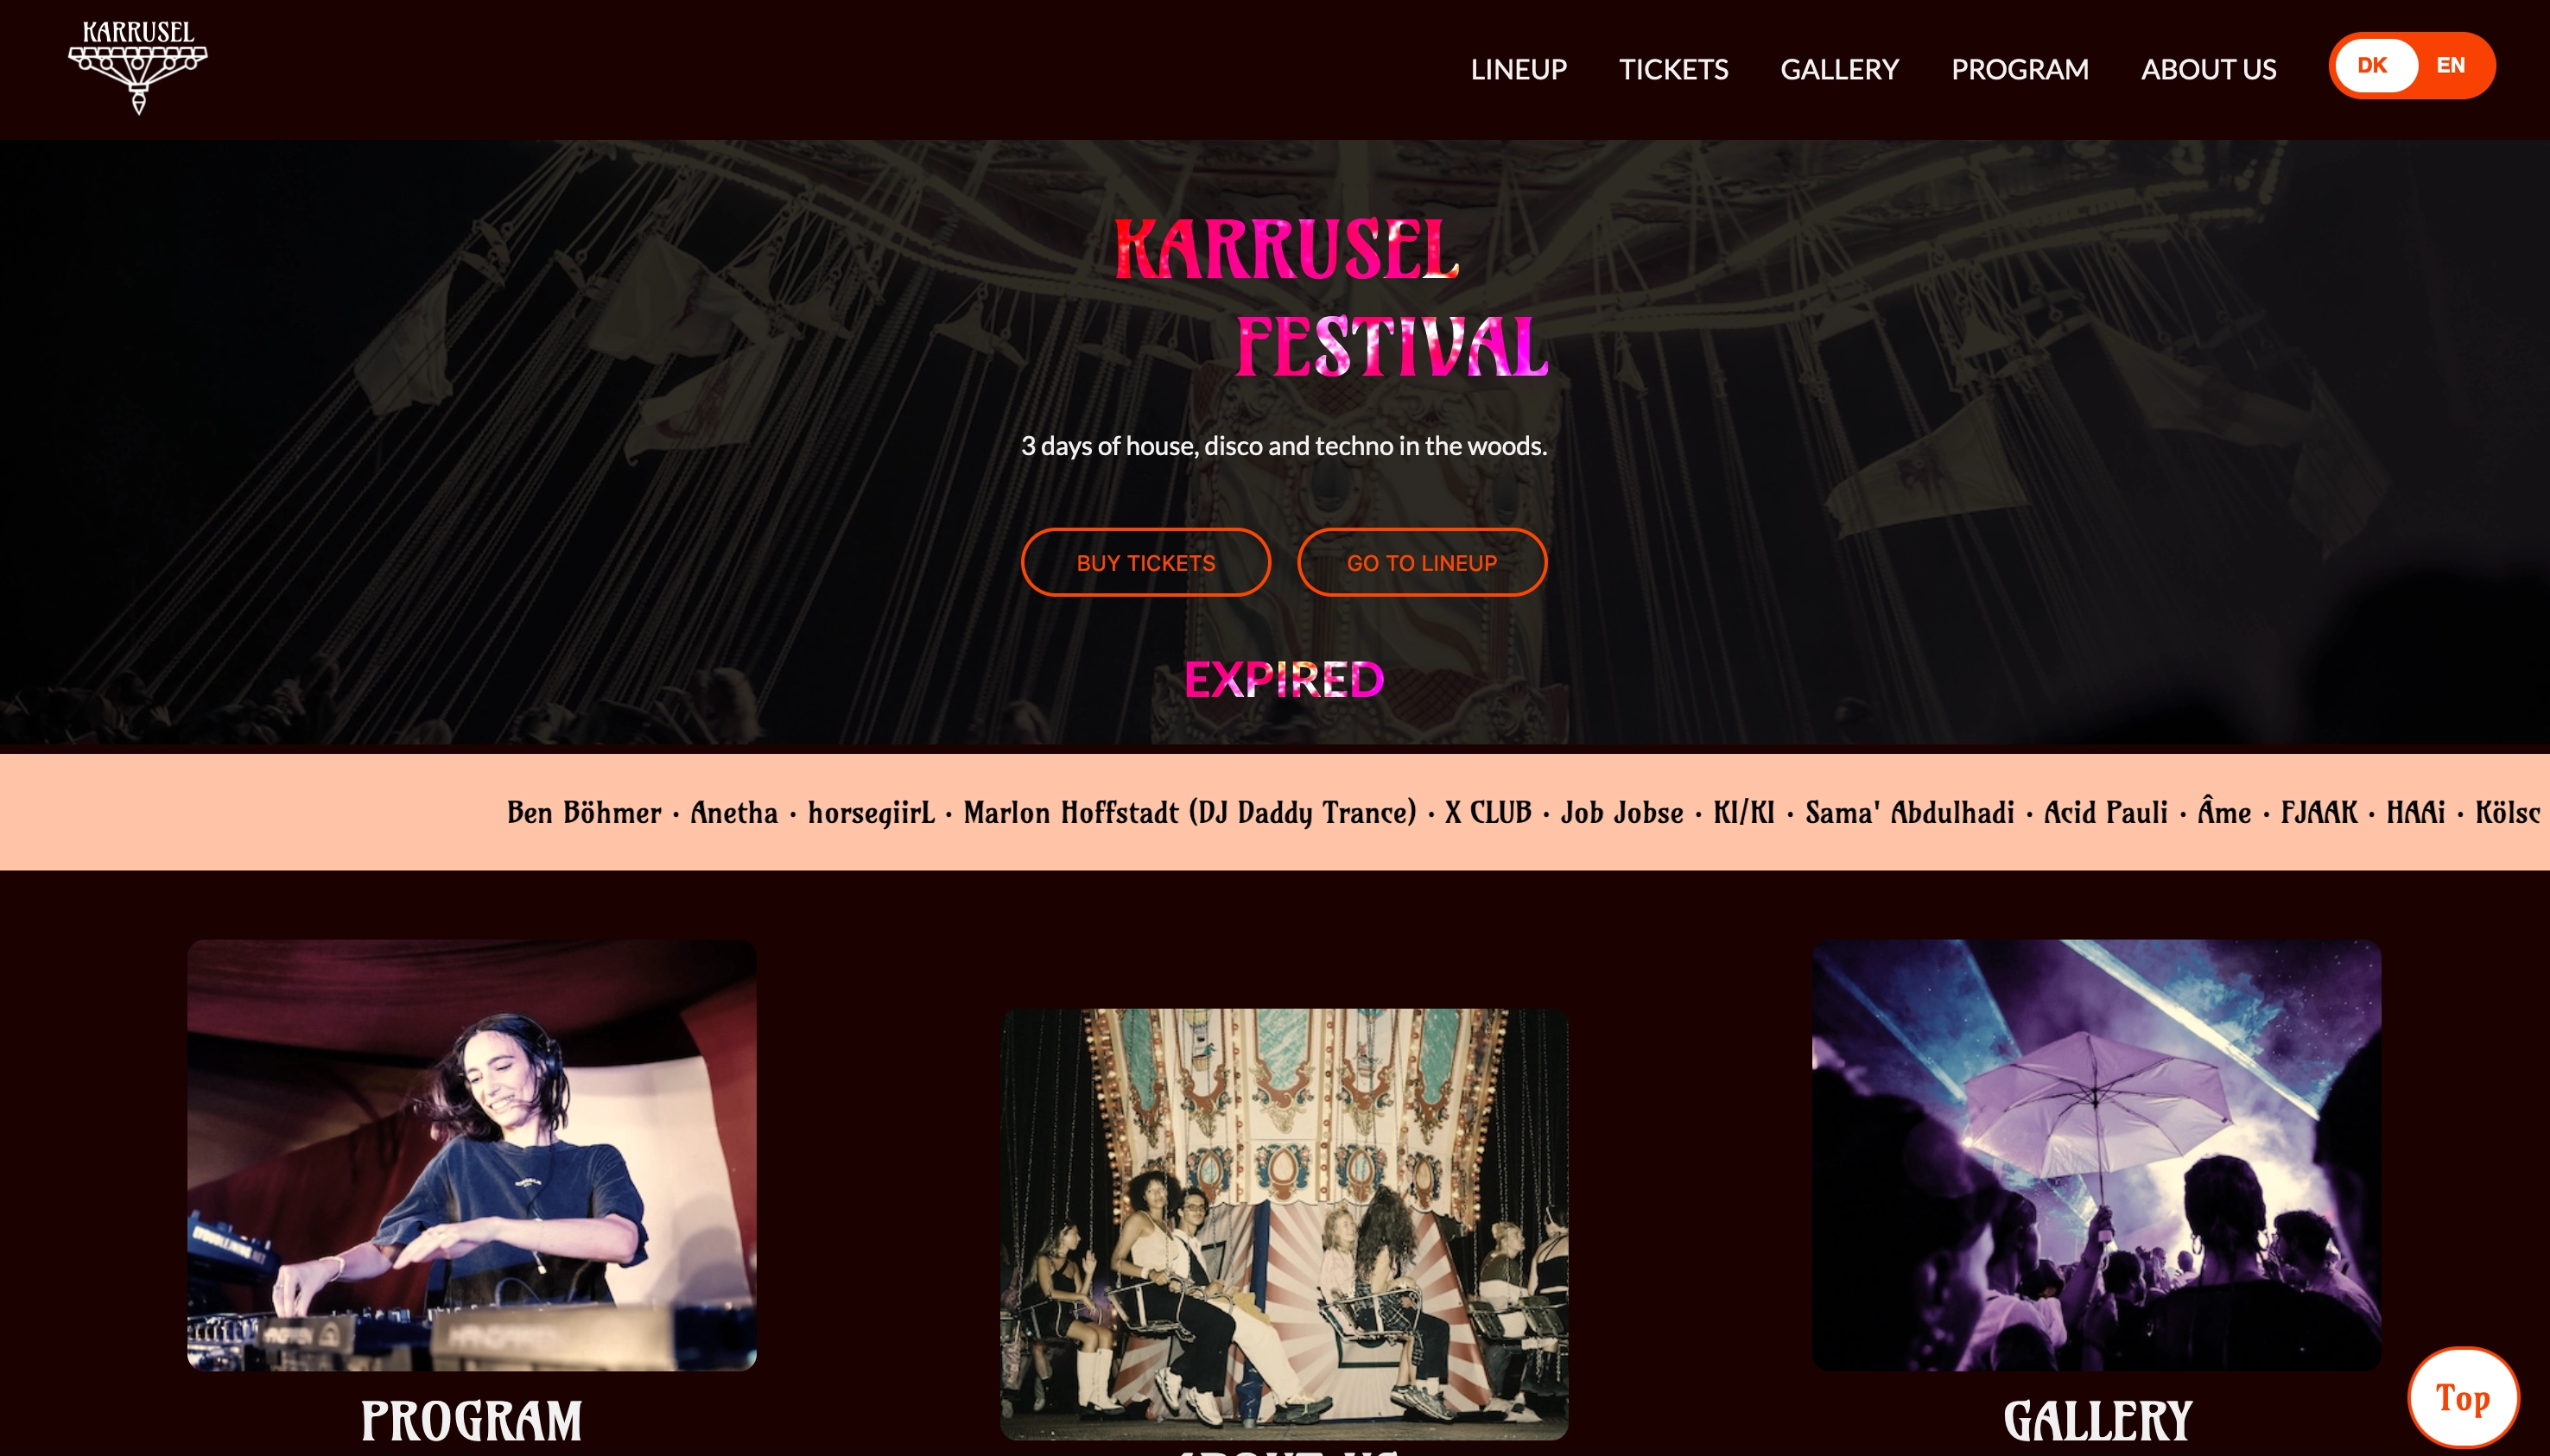 KARRUSEL
LINEUP TICKETS GALLERY PROGRAM ABOUT US DK EN
KARRUSEL
FESTIVAL
3 days of house, disco and techno in the woods.
BUY TICKETS GO TO LINEUP
EXPIRED
Ben Böhmer · Anetha · horsegiirL · Marlon Hoffstadt (DJ Daddy Trance) · X CLUB · Job Jobse · KI/KI · Sama' Abdulhadi · Acid Pauli · Âme · FJAAK · HAAi · Kölsc
PROGRAM
ABOUT US
GALLERY
Top